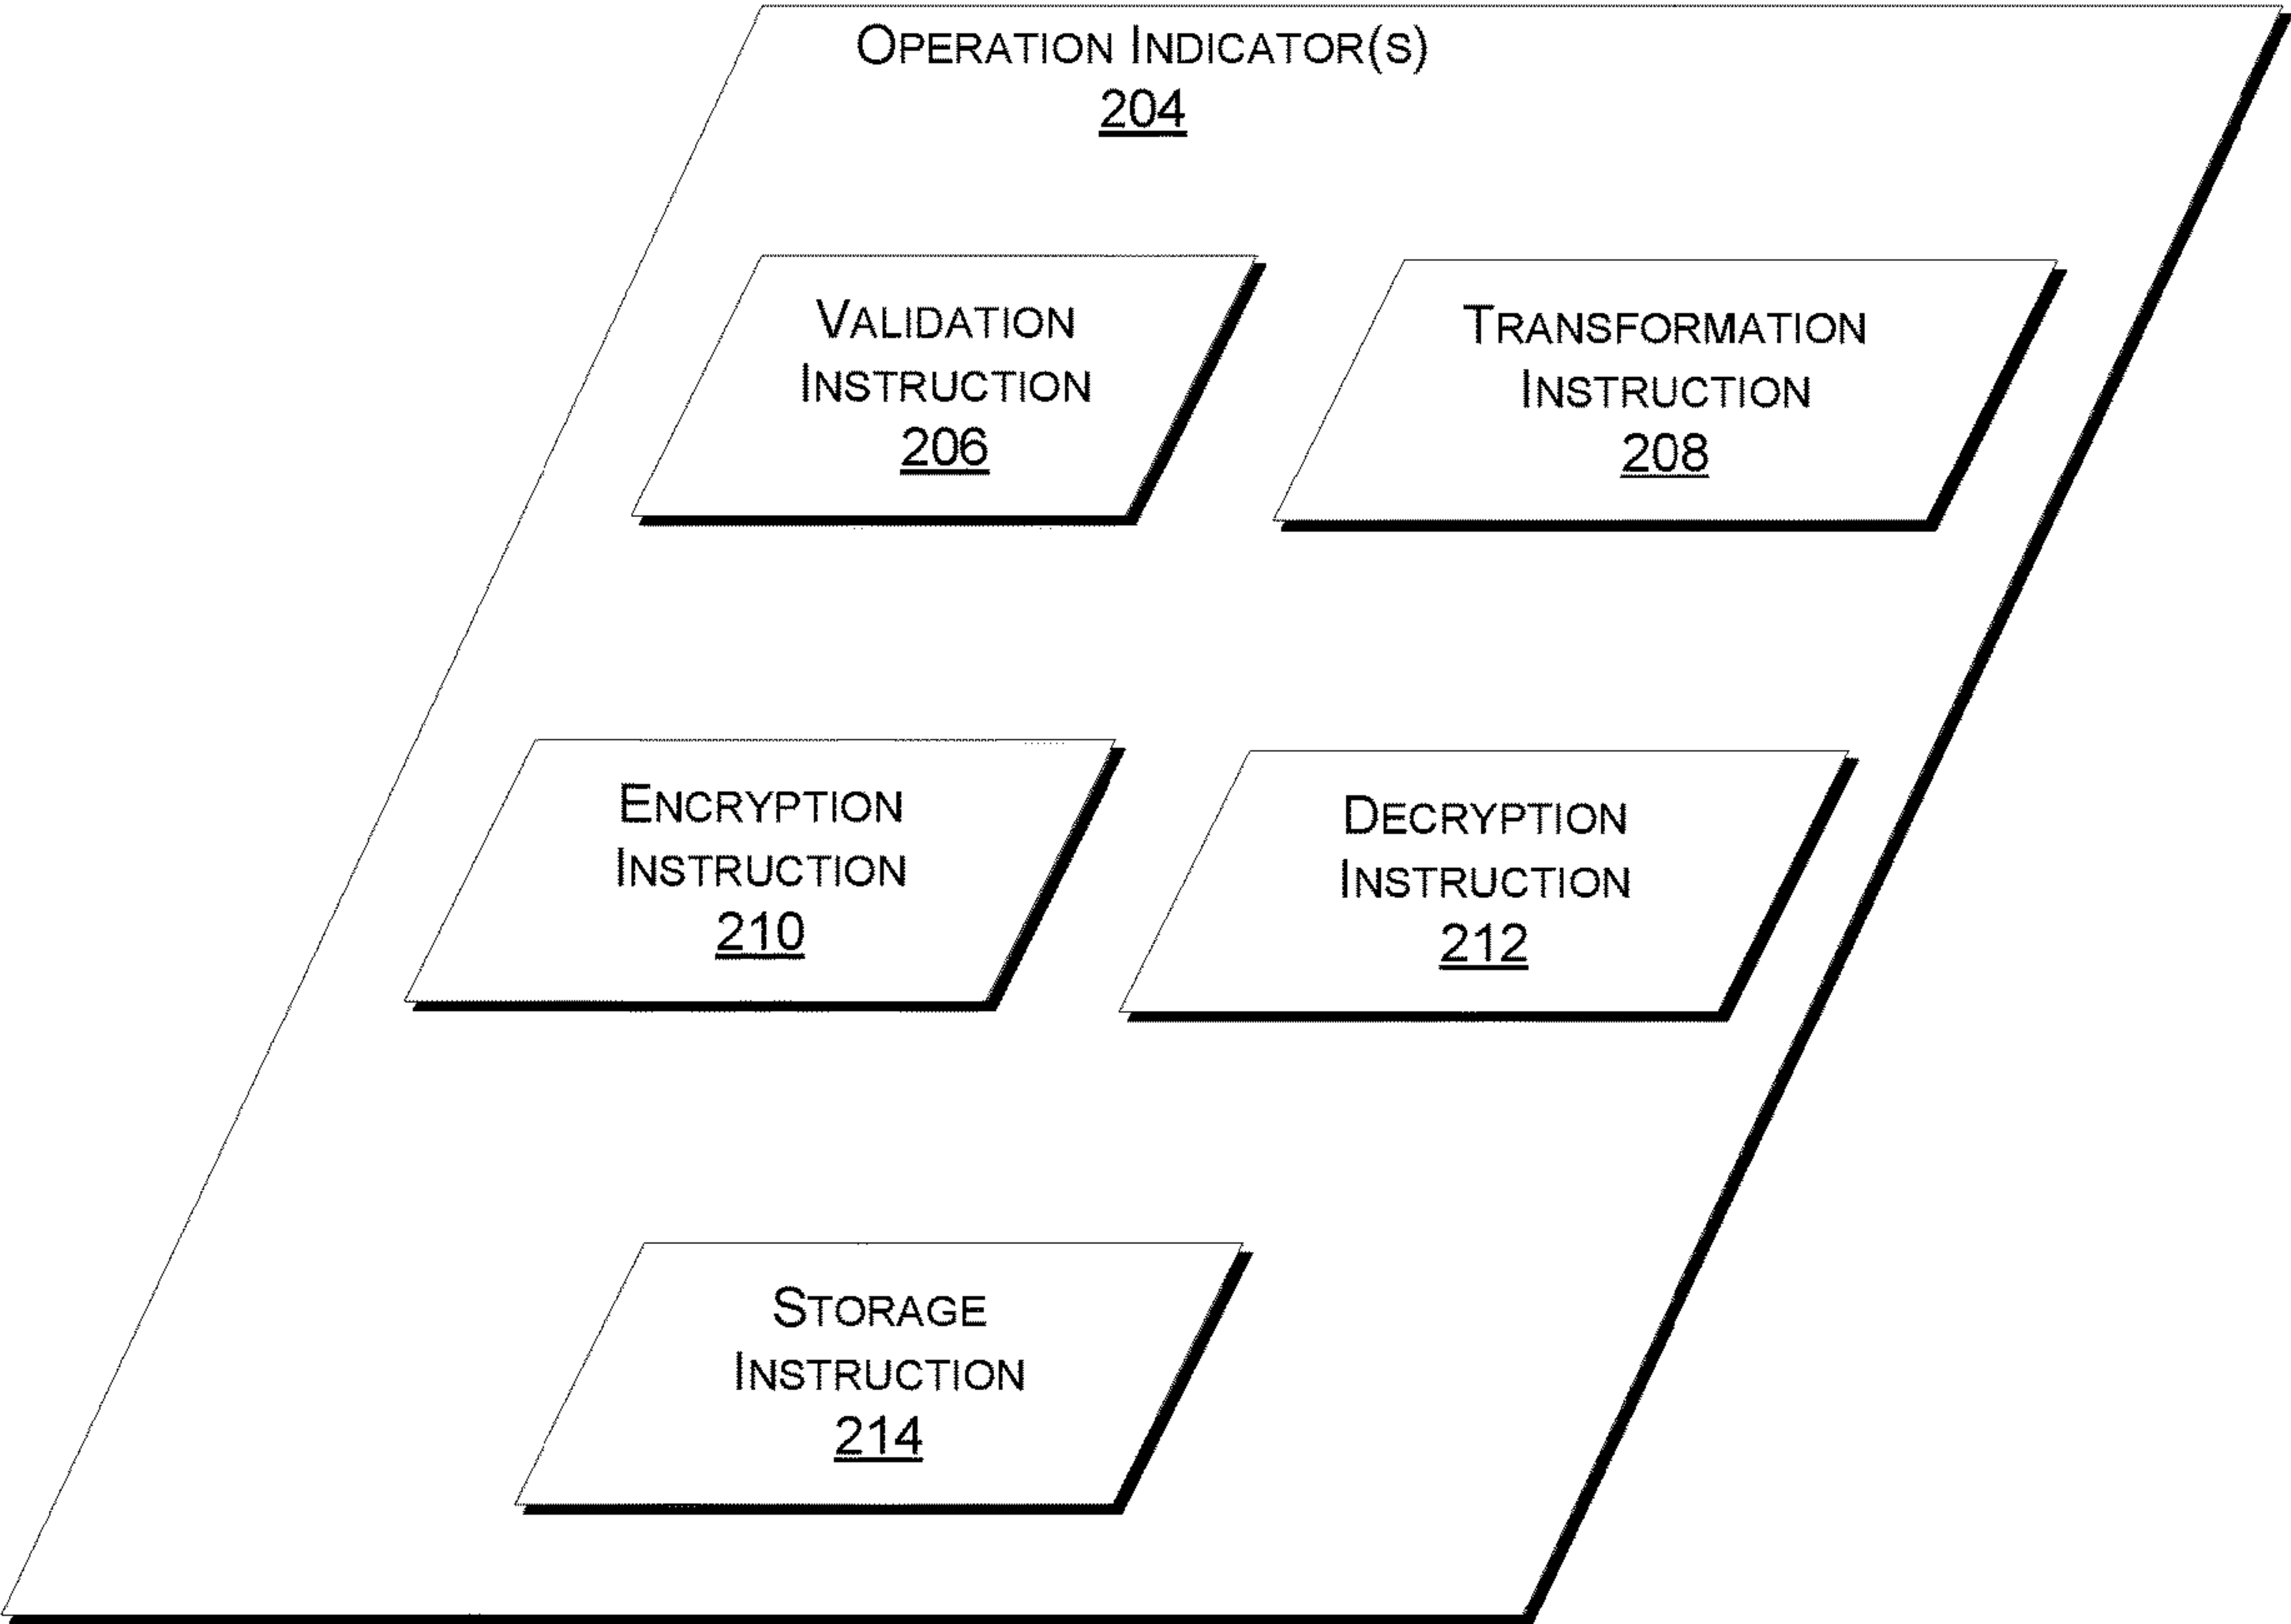 OPERATION INDICATOR(S)
204
VALIDATION
INSTRUCTION
206
TRANSFORMATION
INSTRUCTION
208
ENCRYPTION
INSTRUCTION
210
DECRYPTION
INSTRUCTION
212
STORAGE
INSTRUCTION
214